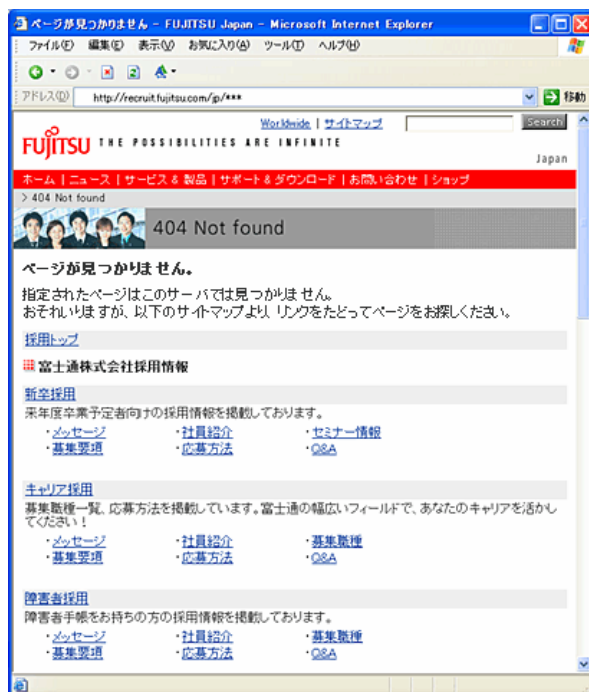 ページが見つかりません - FUJITSU Japan - Microsoft Internet Explorer
ファイル(F) 編集(E) 表示(V) お気に入り(A) ツール(T) ヘルプ(H)
アドレス(D) http://recruit.fujitsu.com/jp/*** 移動
Worldwide | サイトマップ Search
FUJITSU THE POSSIBILITIES ARE INFINITE
Japan
ホーム | ニュース | サービス & 製品 | サポート & ダウンロード | お問い合わせ | ショップ
> 404 Not found
404 Not found
ページが見つかりません。
指定されたページはこのサーバでは見つかりません。
おそれいりますが、以下のサイトマップより、リンクをたどってページをお探しください。
採用トップ
富士通株式会社採用情報
新卒採用
来年度卒業予定者向けの採用情報を掲載しております。
・メッセージ ・社員紹介 ・セミナー情報
・募集要項 ・応募方法 ・Q&A
キャリア採用
募集職種一覧、応募方法を掲載しています。富士通の幅広いフィールドで、あなたのキャリアを活かし
てください！
・メッセージ ・社員紹介 ・募集職種
・募集要項 ・応募方法 ・Q&A
障害者採用
障害者手帳をお持ちの方の採用情報を掲載しております。
・メッセージ ・社員紹介 ・募集職種
・募集要項 ・応募方法 ・Q&A